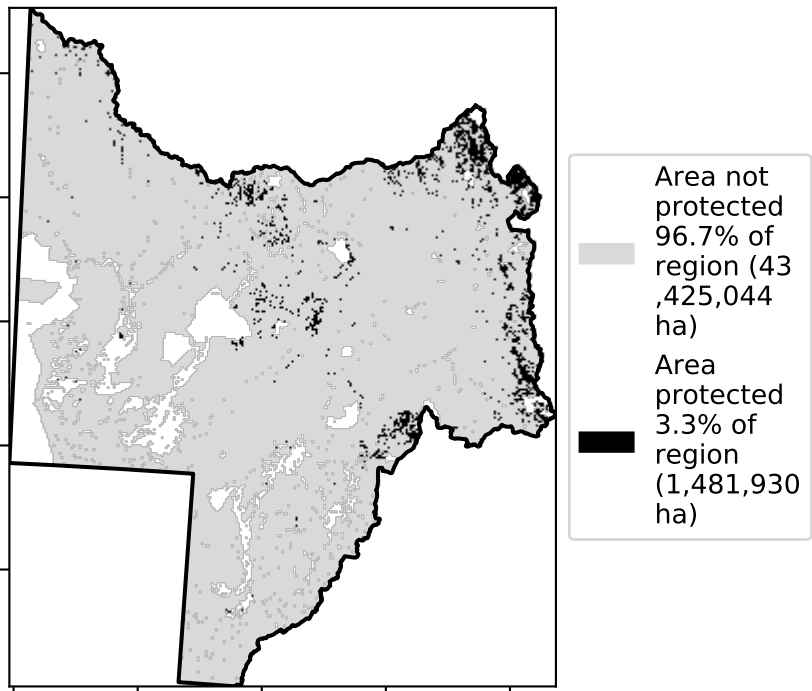 Area not
protected
96.7% of
region (43
,425,044
ha)
Area
protected
3.3% of
region
(1,481,930
ha)